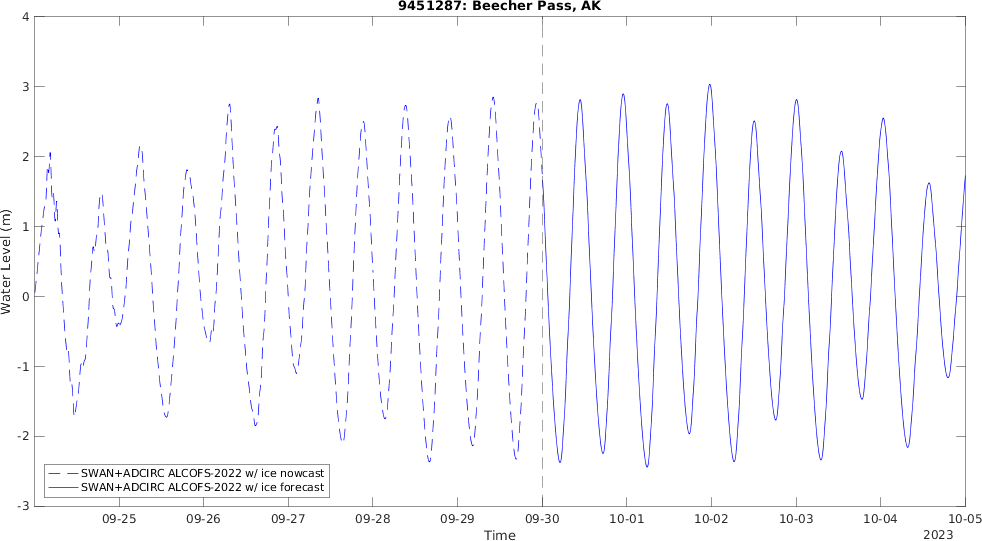 9451287: Beecher Pass, AK
4
3
2
1
0
-1
-2
-3
Water Level (m)
SWAN+ADCIRC ALCOFS-2022 w/ ice nowcast
SWAN+ADCIRC ALCOFS-2022 w/ ice forecast
09-25 09-26 09-27 09-28 09-29 09-30 10-01 10-02 10-03 10-04 10-05
Time
2023